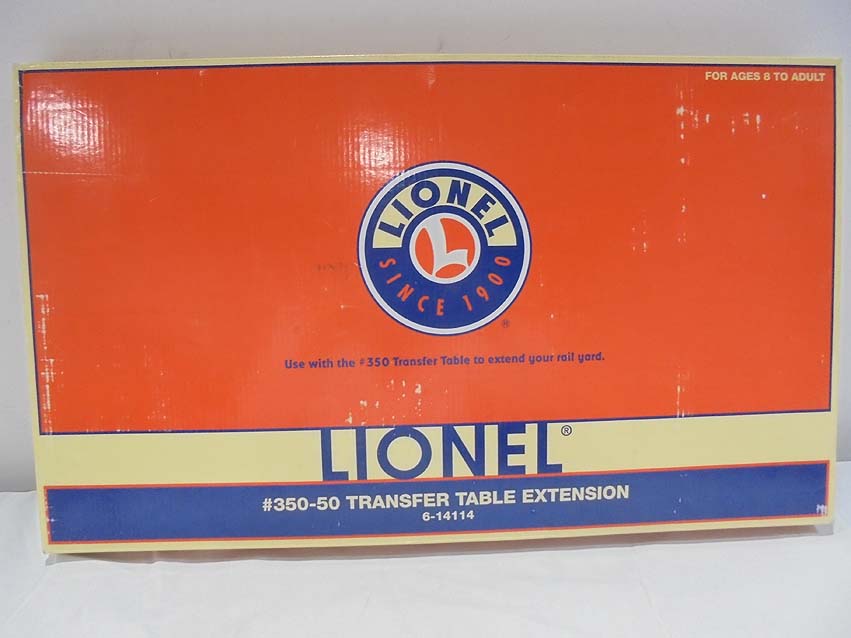 FOR AGES 8 TO ADULT
LIONEL
L
SINCE 1900
®
Use with the #350 Transfer Table to extend your rail yard.
LIONEL®
#350-50 TRANSFER TABLE EXTENSION
6-14114